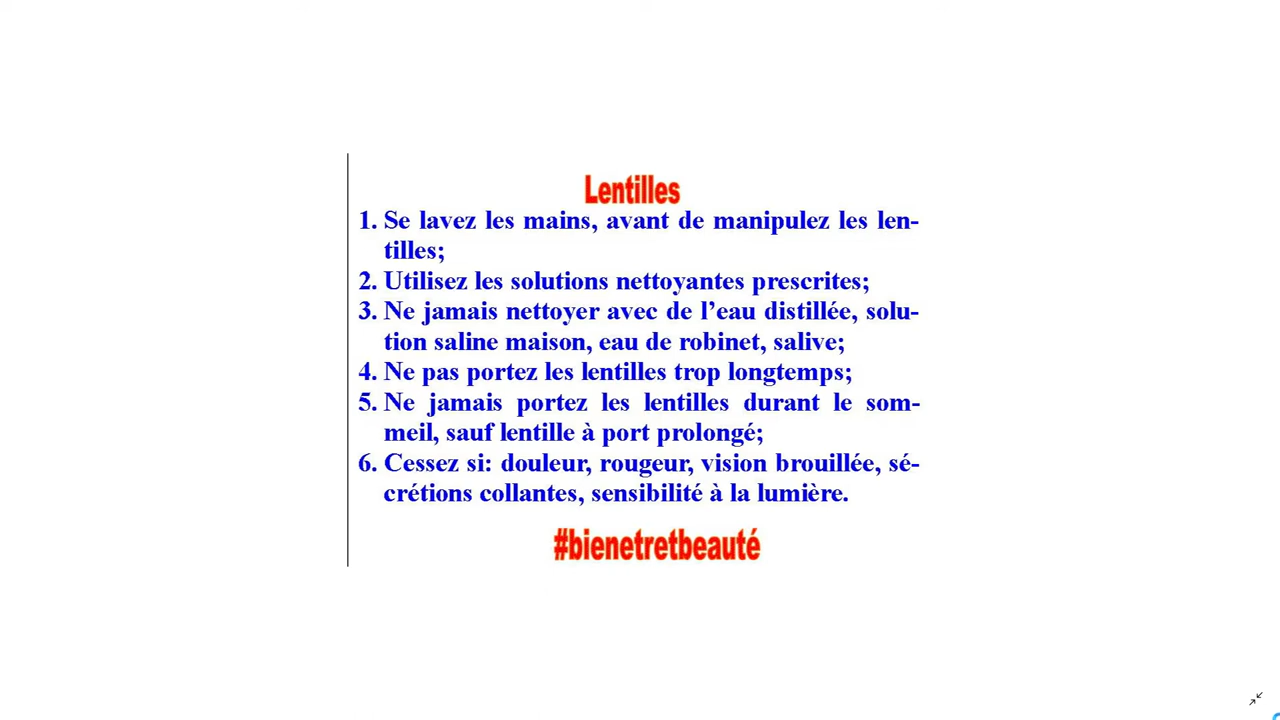 Lentilles
1. Se lavez les mains, avant de manipulez les len-
tilles;
2. Utilisez les solutions nettoyantes prescrites;
3. Ne jamais nettoyer avec de l’eau distillée, solu-
tion saline maison, eau de robinet, salive;
4. Ne pas portez les lentilles trop longtemps;
5. Ne jamais portez les lentilles durant le som-
meil, sauf lentille à port prolongé;
6. Cessez si: douleur, rougeur, vision brouillée, sé-
crétions collantes, sensibilité à la lumière.
#bienetretbeauté